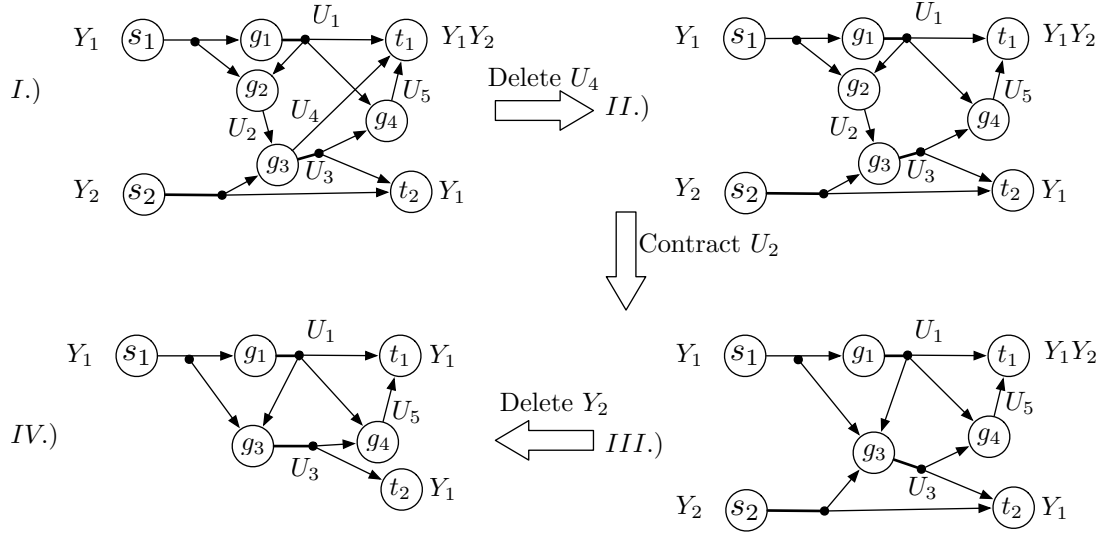 I.)
Y₁ s₁ g₁ U₁ t₁ Y₁Y₂
g₂ U₄ U₅
U₂ g₄
g₃ U₃
Y₂ s₂ t₂ Y₁
Delete U₄
II.)
Y₁ s₁ g₁ U₁ t₁ Y₁Y₂
g₂ U₅
U₂ g₄
g₃ U₃
Y₂ s₂ t₂ Y₁
Contract U₂
III.)
Y₁ s₁ g₁ U₁ t₁ Y₁Y₂
U₅
g₃ g₄
U₃
Y₂ s₂ t₂ Y₁
Delete Y₂
IV.)
Y₁ s₁ g₁ U₁ t₁ Y₁
U₅
g₃ g₄
U₃
t₂ Y₁